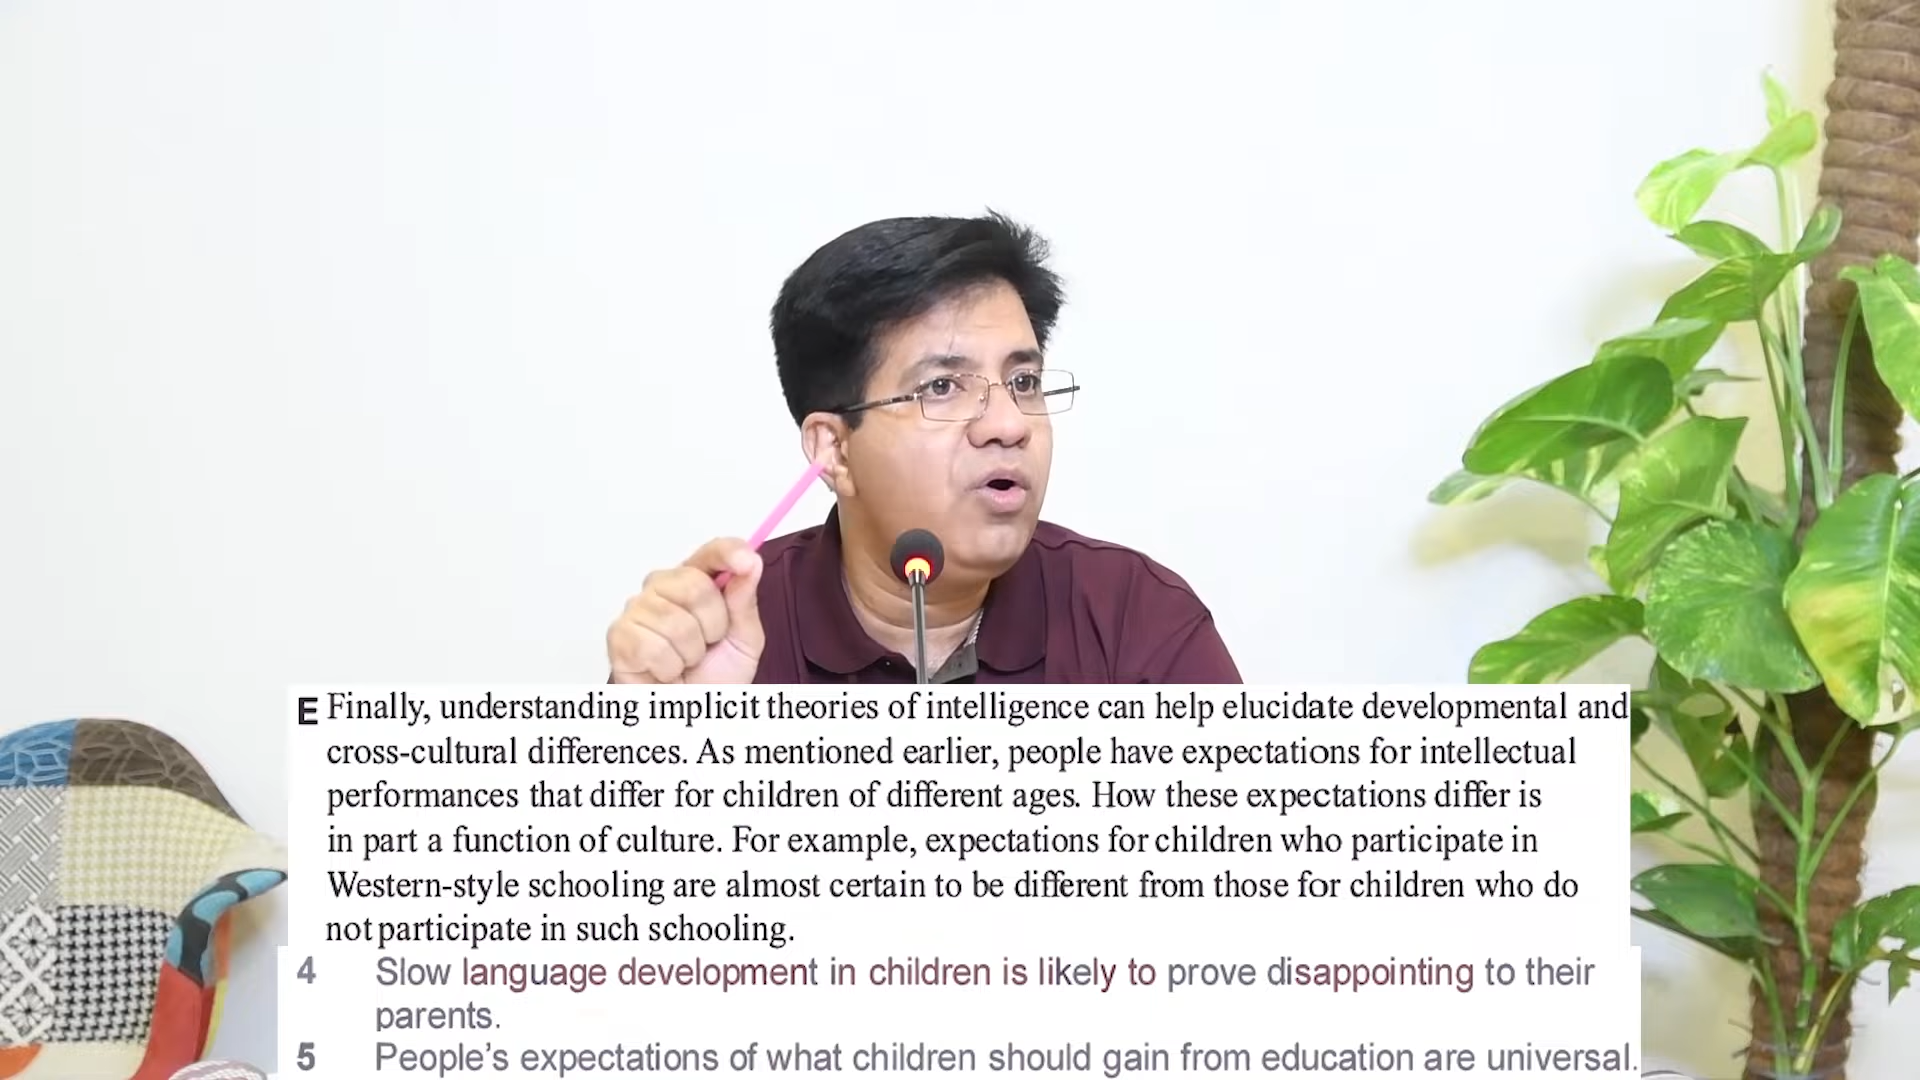 E Finally, understanding implicit theories of intelligence can help elucidate developmental and
cross-cultural differences. As mentioned earlier, people have expectations for intellectual
performances that differ for children of different ages. How these expectations differ is
in part a function of culture. For example, expectations for children who participate in
Western-style schooling are almost certain to be different from those for children who do
not participate in such schooling.
4 Slow language development in children is likely to prove disappointing to their
parents.
5 People's expectations of what children should gain from education are universal.